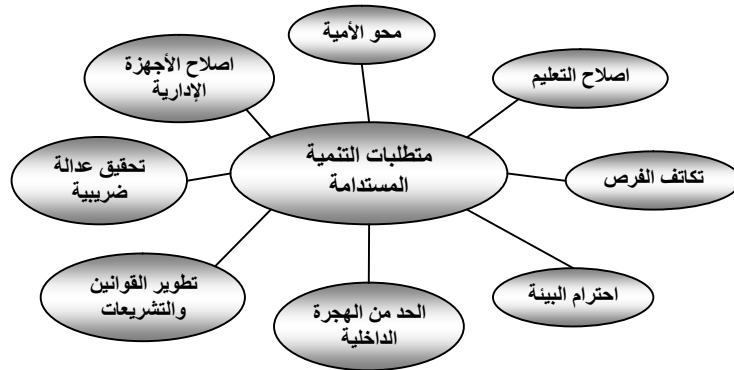 محو الأمية
اصلاح الأجهزة
الإدارية
اصلاح التعليم
متطلبات التنمية
المستدامة
تحقيق عدالة
ضريبية
تكاتف الفرص
تطوير القوانين
والتشريعات
الحد من الهجرة
الداخلية
احترام البيئة